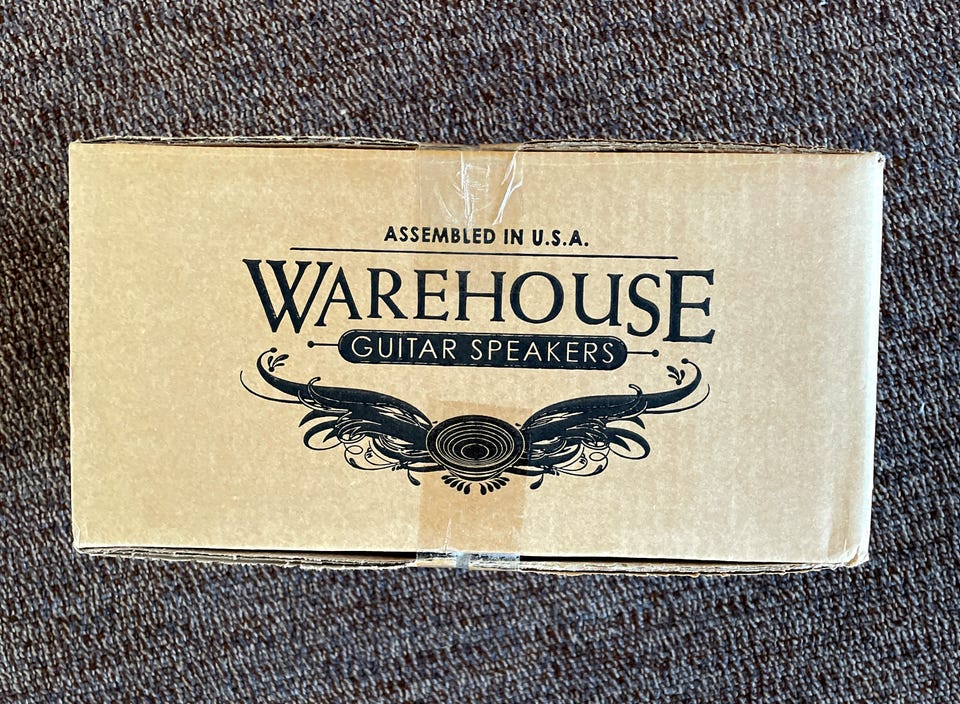 ASSEMBLED IN U.S.A.
WAREHOUSE
GUITAR SPEAKERS